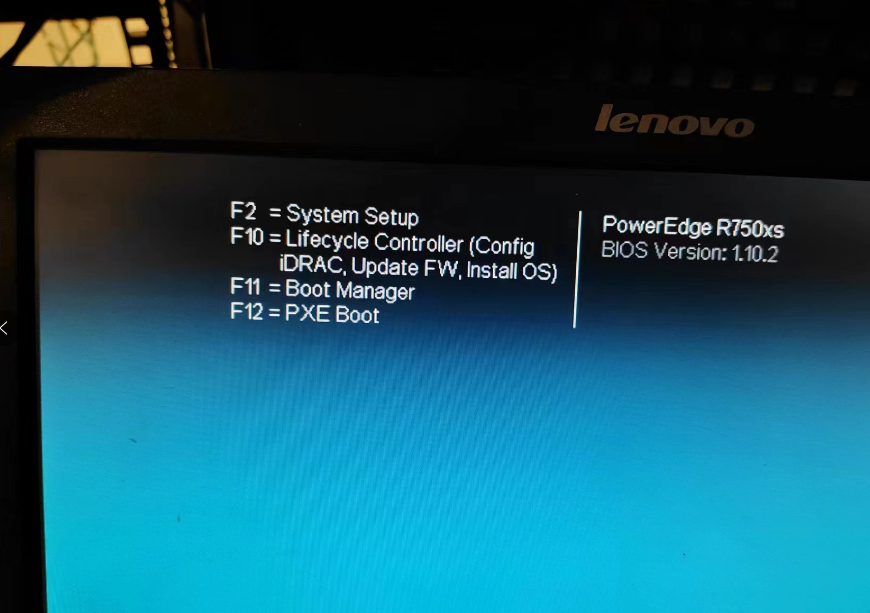 lenovo
F2 = System Setup
F10 = Lifecycle Controller (Config
iDRAC, Update FW, Install OS)
F11 = Boot Manager
F12 = PXE Boot
PowerEdge R750xs
BIOS Version: 1.10.2